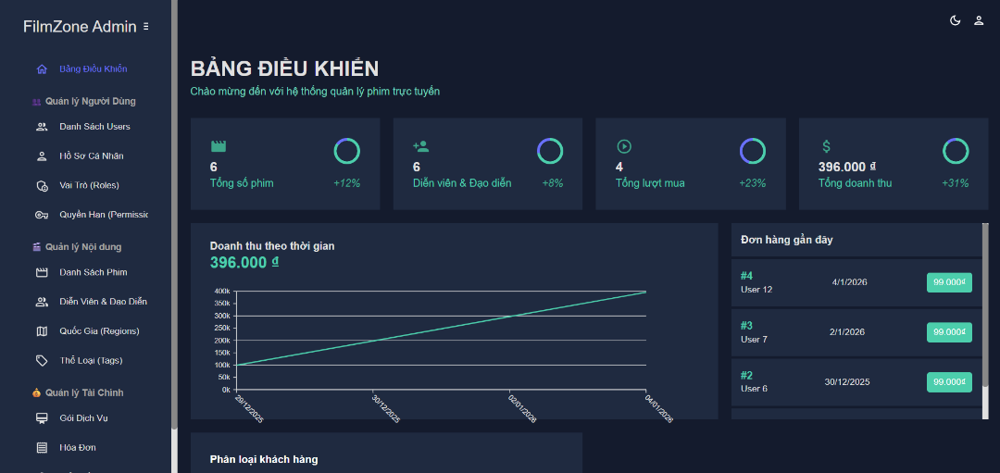 FilmZone Admin
Bảng Điều Khiển
Quản lý Người Dùng
Danh Sách Users
Hồ Sơ Cá Nhân
Vai Trò (Roles)
Quyền Hạn (Permissic
Quản lý Nội dung
Danh Sách Phim
Diễn Viên & Đạo Diễn
Quốc Gia (Regions)
Thể Loại (Tags)
Quản lý Tài Chính
Gói Dịch Vụ
Hóa Đơn
BẢNG ĐIỀU KHIỂN
Chào mừng đến với hệ thống quản lý phim trực tuyến
6
Tổng số phim
+12%
6
Diễn viên & Đạo diễn
+8%
4
Tổng lượt mua
+23%
396.000 ₫
Tổng doanh thu
+31%
Doanh thu theo thời gian
396.000 ₫
400k
350k
300k
250k
200k
150k
100k
50k
0k
29/12/2025
30/12/2025
02/01/2026
04/01/2026
Đơn hàng gần đây
#4
User 12
4/1/2026
99.000₫
#3
User 7
2/1/2026
99.000₫
#2
User 6
30/12/2025
99.000₫
Phân loại khách hàng